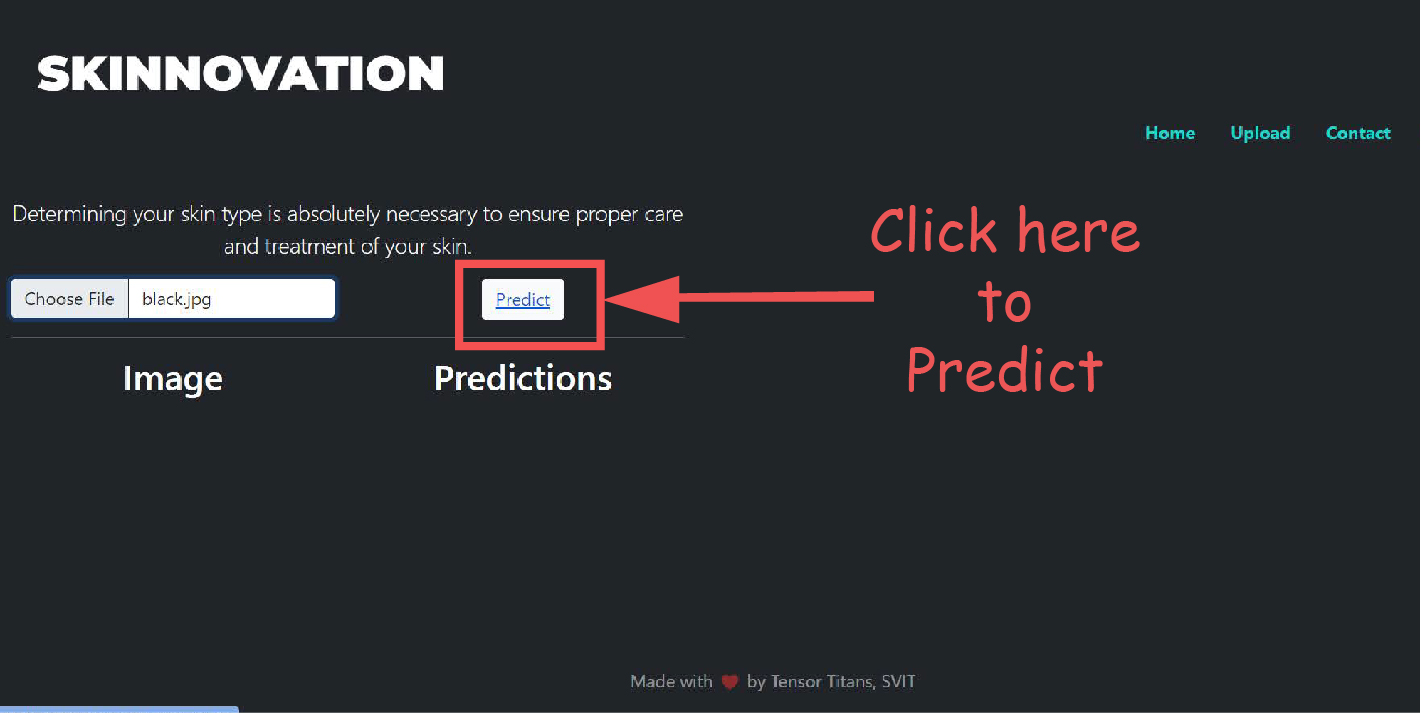 SKINNOVATION
Home Upload Contact
Determining your skin type is absolutely necessary to ensure proper care
and treatment of your skin.
Choose File black.jpg Predict
Click here
to
Predict
Image Predictions
Made with by Tensor Titans, SVIT